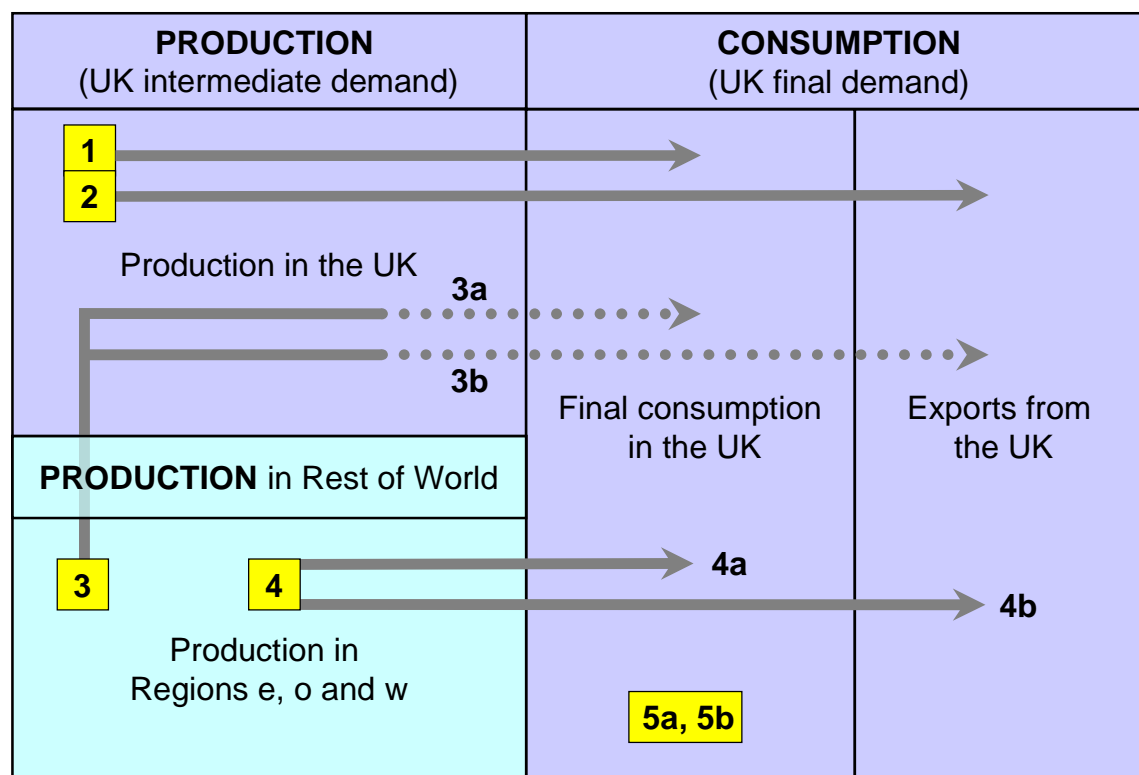 PRODUCTION
(UK intermediate demand)
CONSUMPTION
(UK final demand)
1
2
Production in the UK
3a
3b
Final consumption
in the UK
Exports from
the UK
PRODUCTION in Rest of World
3
4
4a
4b
Production in
Regions e, o and w
5a, 5b